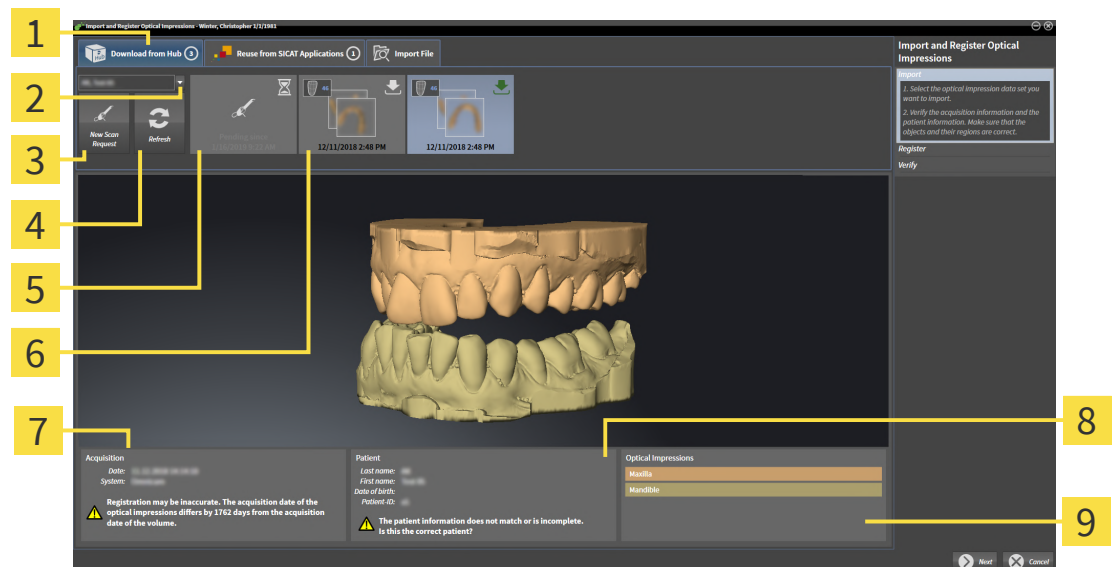 Import and Register Optical Impressions - Winter, Christopher 1/1/1981
1
Download from Hub 3
Reuse from SICAT Applications 1
Import File
Import and Register Optical
Impressions
Import
1. Select the optical impression data set you
want to import.
2. Verify the acquisition information and the
patient information. Make sure that the
objects and their regions are correct.
Register
Verify
2
3
New Scan
Request
Refresh
Pending since
46
12/11/2018 2:48 PM
46
12/11/2018 2:48 PM
4
5
6
7
8
9
Acquisition
Date:
System:
Registration may be inaccurate. The acquisition date of the
optical impressions differs by 1762 days from the acquisition
date of the volume.
Patient
Last name:
First name:
Date of birth:
Patient-ID:
The patient information does not match or is incomplete.
Is this the correct patient?
Optical Impressions
Maxilla
Mandible
Next
Cancel